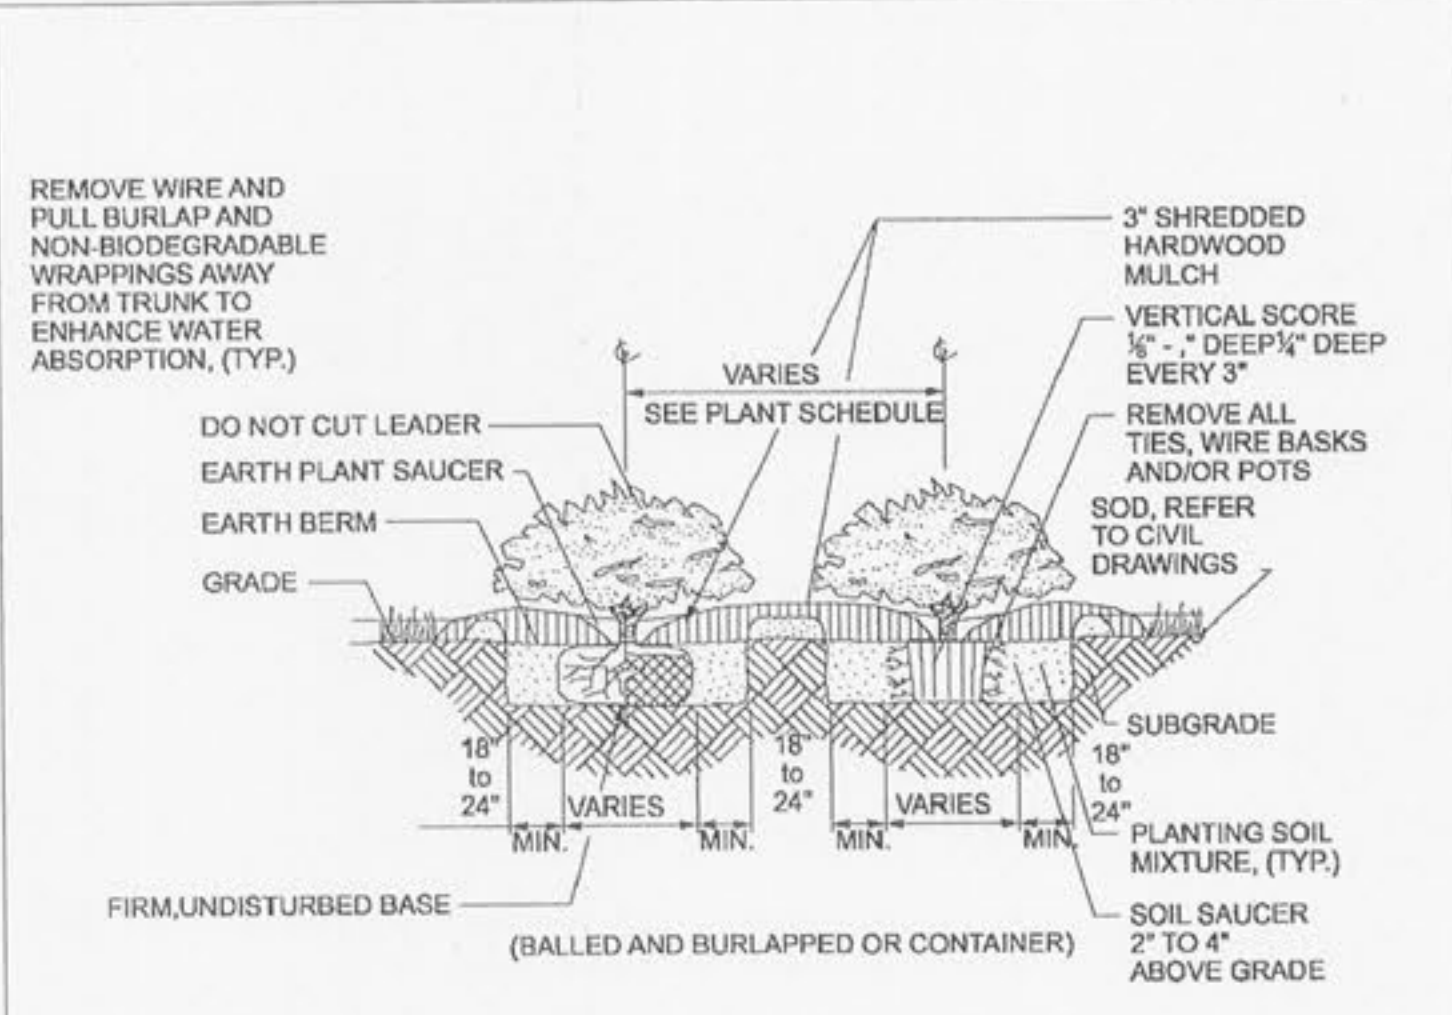 REMOVE WIRE AND
PULL BURLAP AND
NON-BIODEGRADABLE
WRAPPINGS AWAY
FROM TRUNK TO
ENHANCE WATER
ABSORPTION, (TYP.)
DO NOT CUT LEADER
EARTH PLANT SAUCER
EARTH BERM
GRADE
VARIES
SEE PLANT SCHEDULE
3" SHREDDED
HARDWOOD
MULCH
VERTICAL SCORE
⅛" - ," DEEP¼" DEEP
EVERY 3"
REMOVE ALL
TIES, WIRE BASKS
AND/OR POTS
SOD, REFER
TO CIVIL
DRAWINGS
SUBGRADE
18"
to
24"
VARIES
MIN.
MIN.
18"
to
24"
VARIES
MIN.
MIN.
18"
to
24"
PLANTING SOIL
MIXTURE, (TYP.)
SOIL SAUCER
2" TO 4"
ABOVE GRADE
FIRM,UNDISTURBED BASE
(BALLED AND BURLAPPED OR CONTAINER)